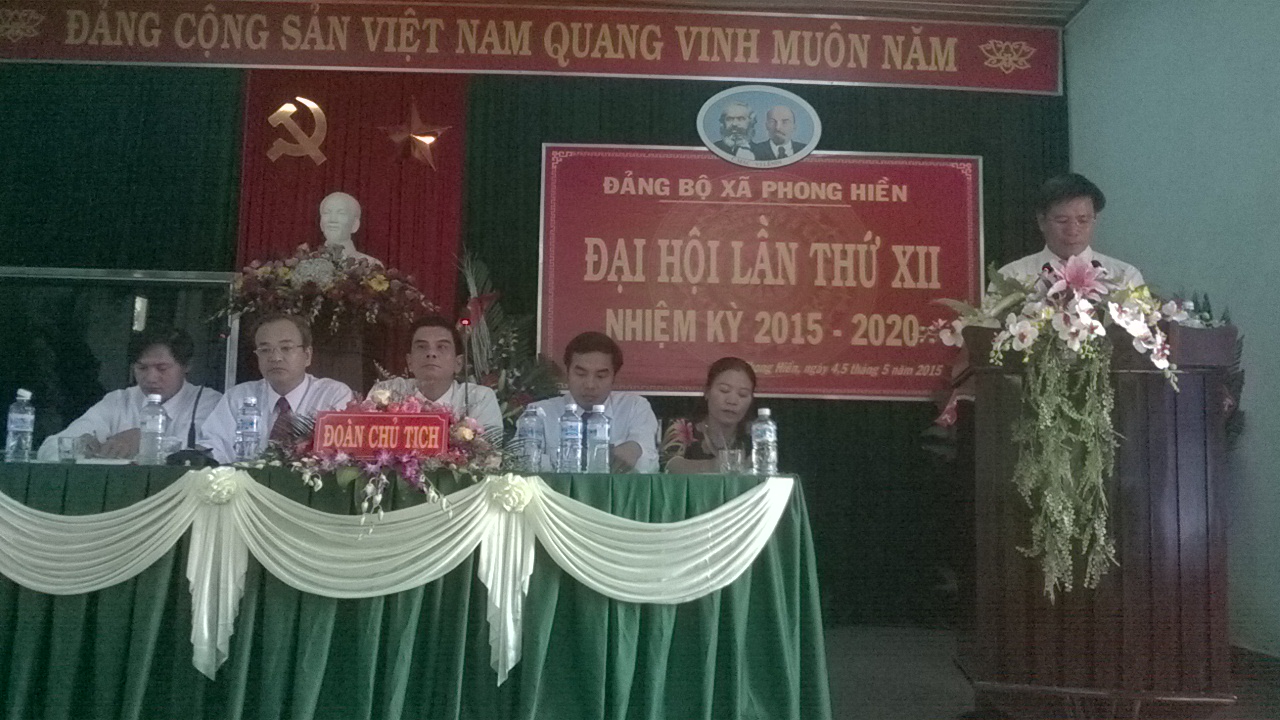 ĐẢNG CỘNG SẢN VIỆT NAM QUANG VINH MUÔN NĂM
ĐẢNG BỘ XÃ PHONG HIỀN
ĐẠI HỘI LẦN THỨ XII
NHIỆM KỲ 2015 - 2020
Hiền, ngày 4,5 tháng 5 năm 2015
ĐOÀN CHỦ TỊCH